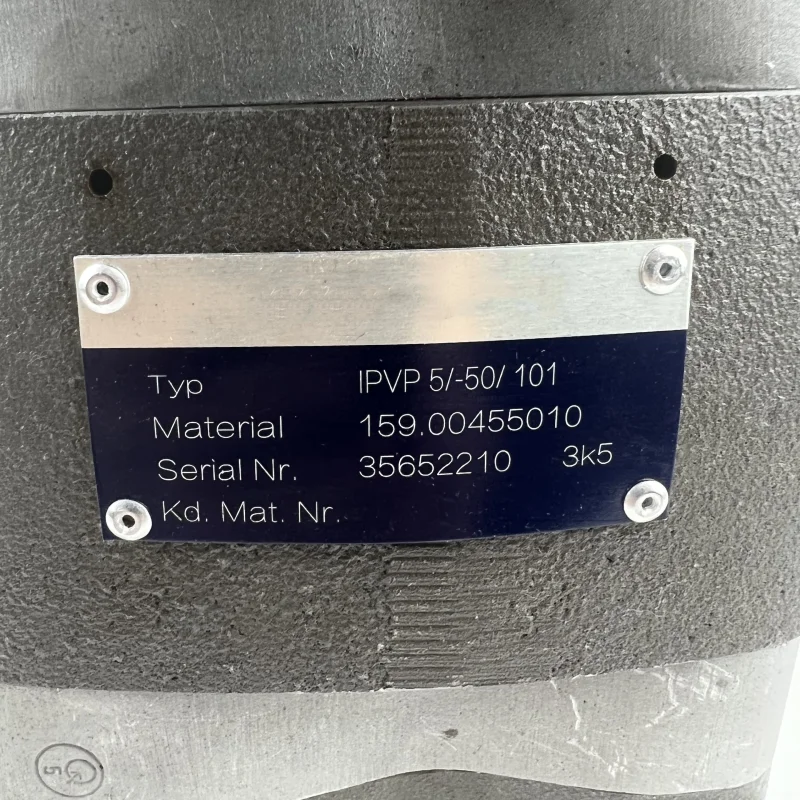 Typ IPVP 5/-50/ 101
Material 159.00455010
Serial Nr. 35652210 3k5
Kd. Mat. Nr.